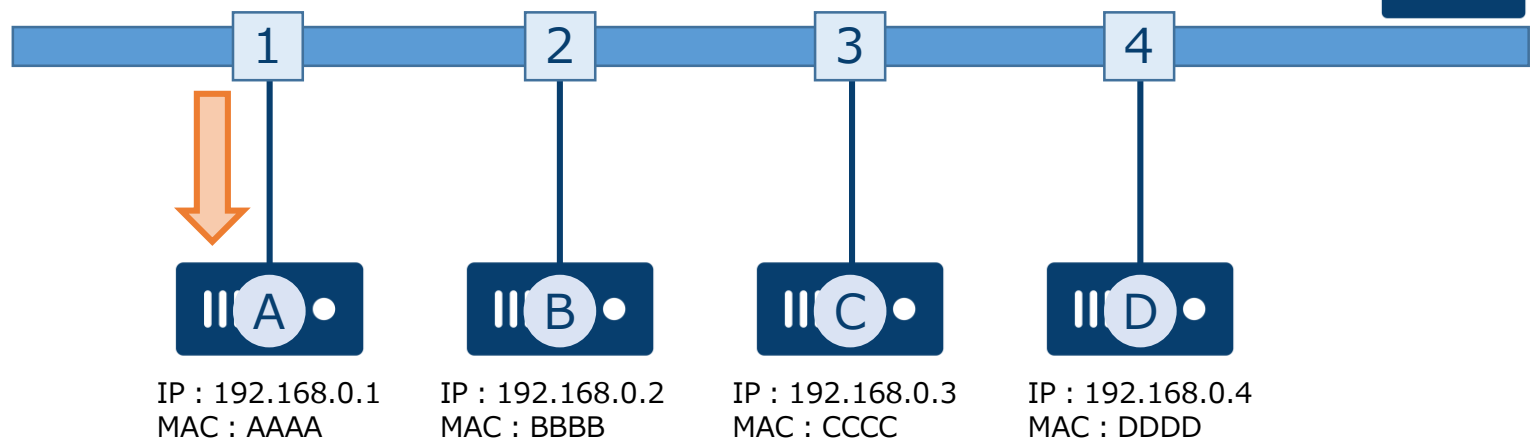 1
2
3
4
A
B
C
D
IP : 192.168.0.1
MAC : AAAA
IP : 192.168.0.2
MAC : BBBB
IP : 192.168.0.3
MAC : CCCC
IP : 192.168.0.4
MAC : DDDD